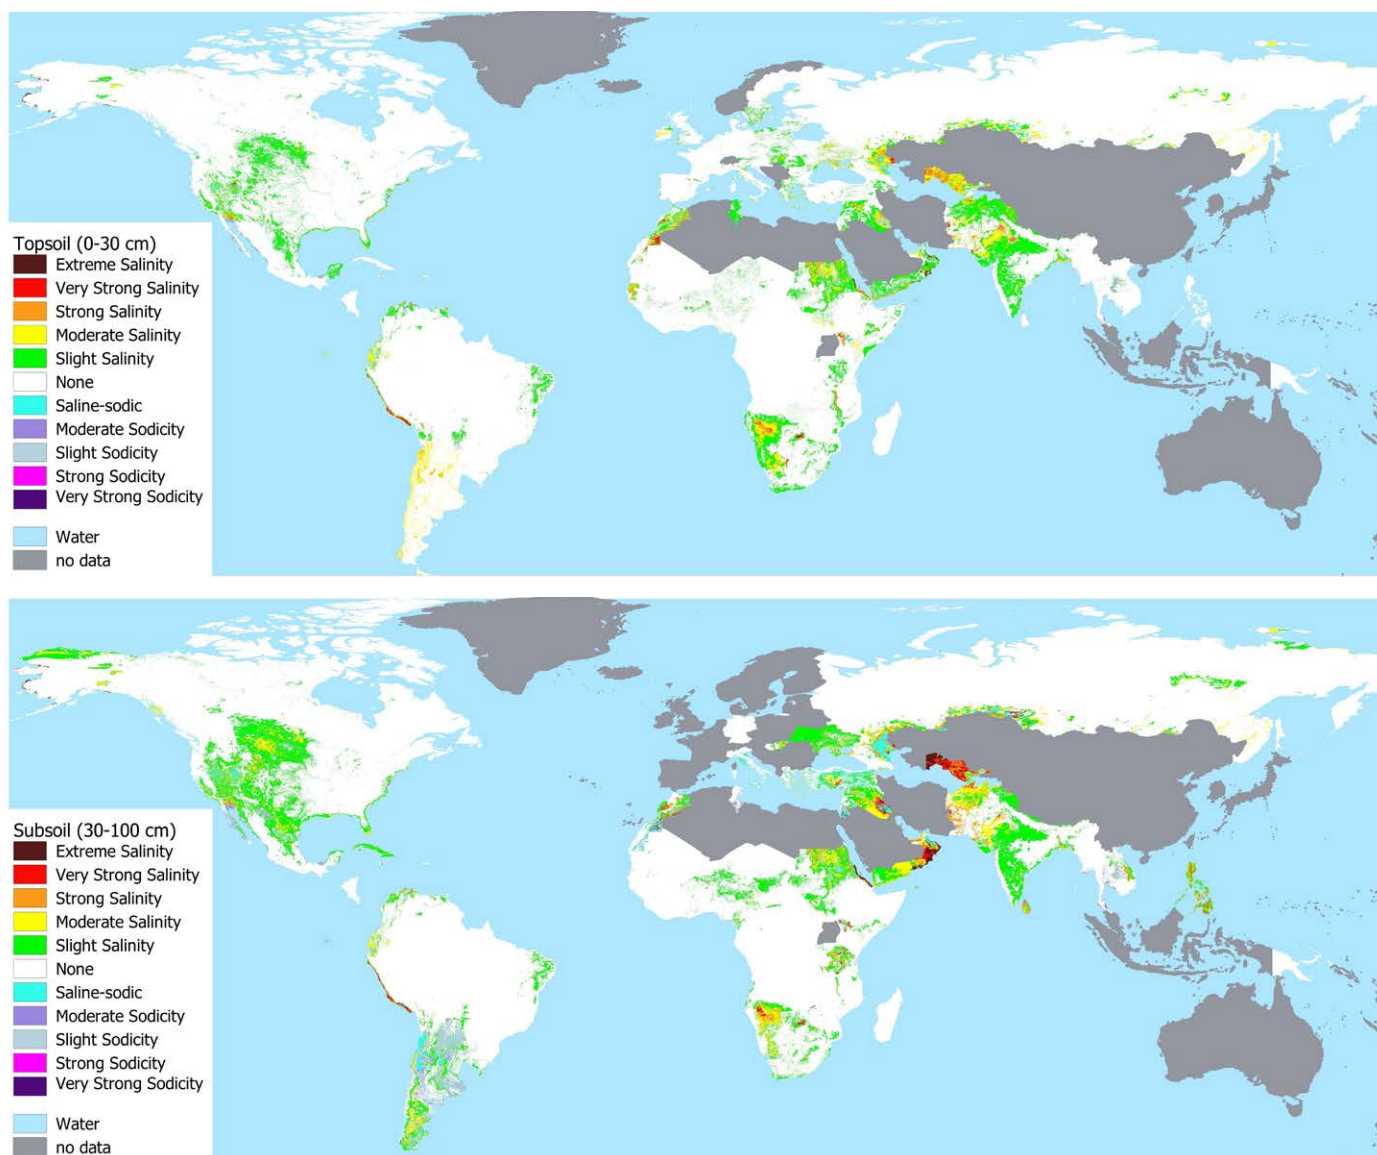 Topsoil (0-30 cm)
Extreme Salinity
Very Strong Salinity
Strong Salinity
Moderate Salinity
Slight Salinity
None
Saline-sodic
Moderate Sodicity
Slight Sodicity
Strong Sodicity
Very Strong Sodicity
Water
no data
Subsoil (30-100 cm)
Extreme Salinity
Very Strong Salinity
Strong Salinity
Moderate Salinity
Slight Salinity
None
Saline-sodic
Moderate Sodicity
Slight Sodicity
Strong Sodicity
Very Strong Sodicity
Water
no data